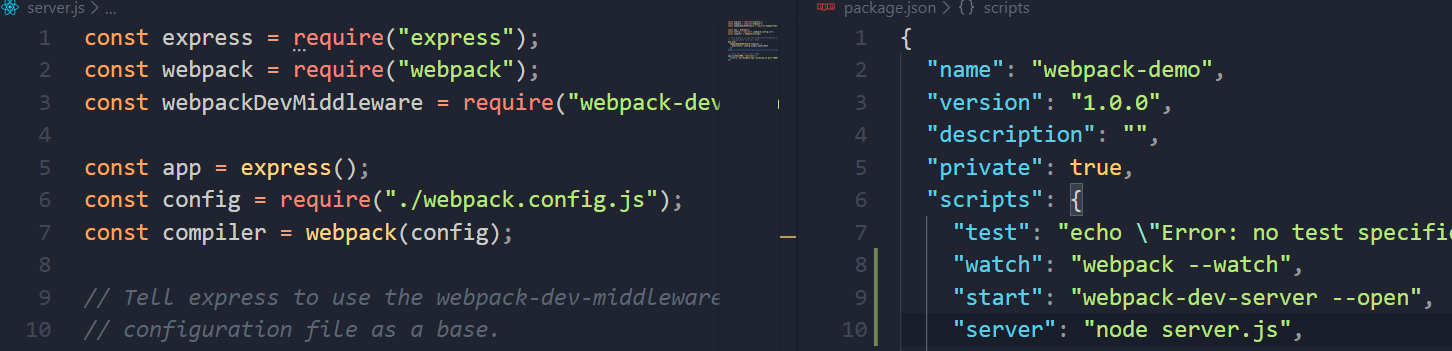 server.js > ...
1 const express = require("express");
2 const webpack = require("webpack");
3 const webpackDevMiddleware = require("webpack-dev
4
5 const app = express();
6 const config = require("./webpack.config.js");
7 const compiler = webpack(config);
8
9 // Tell express to use the webpack-dev-middleware
10 // configuration file as a base.
package.json > {} scripts
1 {
2 "name": "webpack-demo",
3 "version": "1.0.0",
4 "description": "",
5 "private": true,
6 "scripts": {
7 "test": "echo \"Error: no test specifi
8 "watch": "webpack --watch",
9 "start": "webpack-dev-server --open",
10 "server": "node server.js",